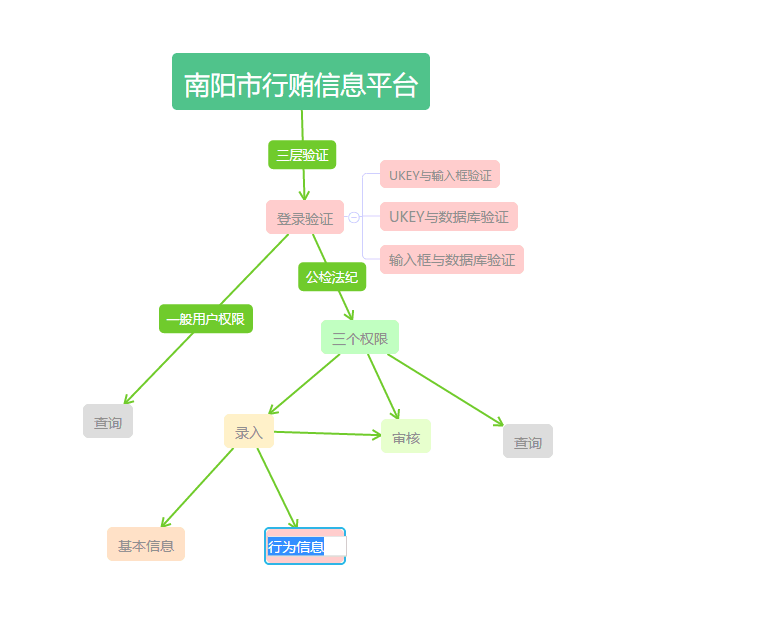 南阳市行贿信息平台
三层验证
UKEY与输入框验证
登录验证
UKEY与数据库验证
输入框与数据库验证
公检法纪
一般用户权限
三个权限
查询
录入
审核
查询
基本信息
行为信息